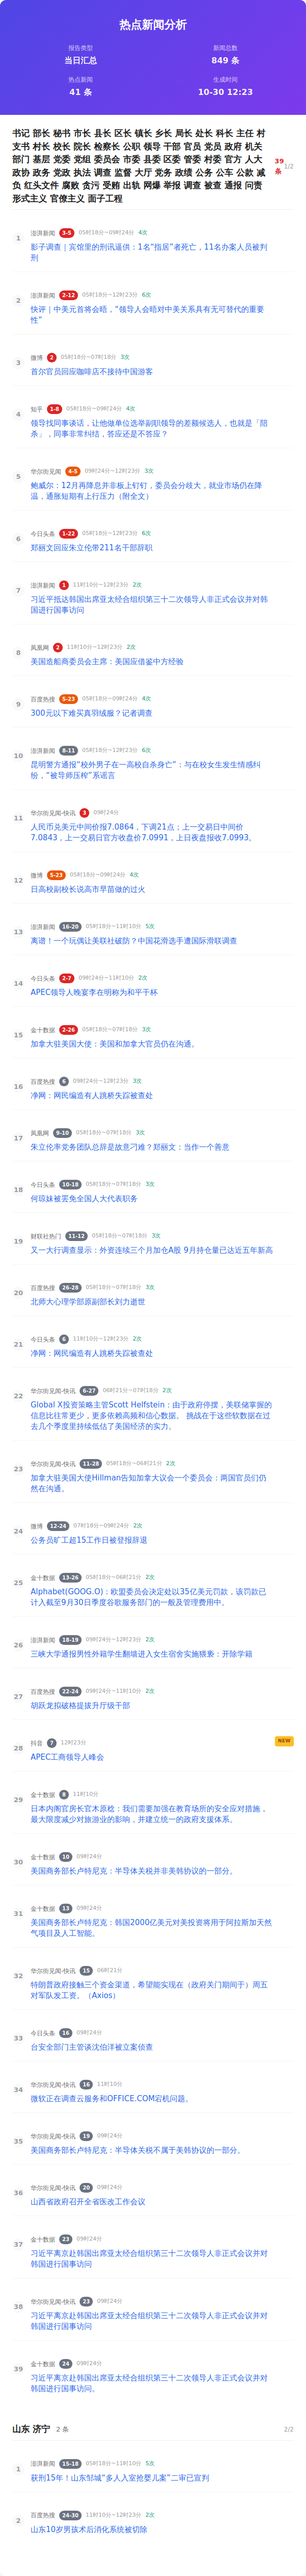 热点新闻分析
报告类型
新闻总数
当日汇总
849 条
热点新闻
生成时间
41 条
10-30 12:23
书记 部长 秘书 市长 县长 区长 镇长 乡长 局长 处长 科长 主任 村
支书 村长 校长 院长 检察长 公职 领导 干部 官员 党员 政府 机关
部门 基层 党委 党组 委员会 市委 县委 区委 管委 村委 官方 人大
政协 政务 党政 执法 调查 监督 大厅 党务 政绩 公务 公车 公款 减
负 红头文件 腐败 贪污 受贿 出轨 网爆 举报 调查 被查 通报 问责
形式主义 官僚主义 面子工程
39
条
1/2
1
澎湃新闻 3-5 05时18分~09时24分 4次
影子调查｜宾馆里的刑讯逼供：1名“指居”者死亡，11名办案人员被判
刑
2
澎湃新闻 2-12 05时18分~12时23分 6次
快评｜中美元首将会晤，“领导人会晤对中美关系具有无可替代的重要
性”
3
微博 2 05时18分~07时18分 3次
首尔官员回应咖啡店不接待中国游客
4
知乎 1-8 05时18分~09时24分 4次
领导找同事谈话，让他做单位选举副职领导的差额候选人，也就是「陪
条」，同事非常纠结，答应还是不答应？
5
华尔街见闻 4-5 09时24分~12时23分 3次
鲍威尔：12月再降息并非板上钉钉，委员会分歧大，就业市场仍在降
温，通胀短期有上行压力（附全文）
6
今日头条 1-22 05时18分~12时23分 6次
郑丽文回应朱立伦带211名干部辞职
7
澎湃新闻 1 11时10分~12时23分 2次
习近平抵达韩国出席亚太经合组织第三十二次领导人非正式会议并对韩
国进行国事访问
8
凤凰网 2 11时10分~12时23分 2次
美国造船商委员会主席：美国应借鉴中方经验
9
百度热搜 5-23 05时18分~09时24分 4次
300元以下难买真羽绒服？记者调查
10
澎湃新闻 8-11 05时18分~12时23分 6次
昆明警方通报“校外男子在一高校自杀身亡”：与在校女生发生情感纠
纷，“被导师压榨”系谣言
11
华尔街见闻-快讯 3 09时24分
人民币兑美元中间价报7.0864，下调21点；上一交易日中间价
7.0843，上一交易日官方收盘价7.0991，上日夜盘报收7.0993。
12
微博 5-23 05时18分~09时24分 4次
日高校副校长说高市早苗做的过火
13
澎湃新闻 16-20 05时18分~11时10分 5次
离谱！一个玩偶让美联社破防？中国花滑选手遭国际滑联调查
14
今日头条 2-7 09时24分~11时10分 2次
APEC领导人晚宴李在明称为和平干杯
15
金十数据 2-26 05时18分~07时18分 3次
加拿大驻美国大使：美国和加拿大官员仍在沟通。
16
百度热搜 6 09时24分~12时23分 3次
净网：网民编造有人跳桥失踪被查处
17
凤凰网 9-10 05时18分~07时18分 3次
朱立伦率党务团队总辞是故意刁难？郑丽文：当作一个善意
18
今日头条 10-18 05时18分~07时18分 3次
何琼妹被罢免全国人大代表职务
19
财联社热门 11-12 05时18分~07时18分 3次
又一大行调查显示：外资连续三个月加仓A股 9月持仓量已达近五年新高
20
百度热搜 26-28 05时18分~07时18分 3次
北师大心理学部原副部长刘力逝世
21
今日头条 6 11时10分~12时23分 2次
净网：网民编造有人跳桥失踪被查处
22
华尔街见闻-快讯 6-27 06时21分~07时18分 2次
Global X投资策略主管Scott Helfstein：由于政府停摆，美联储掌握的
信息比往常更少，更多依赖高频和信心数据。 挑战在于这些软数据在过
去几个季度里持续低估了美国经济的实力。
23
华尔街见闻-快讯 11-28 05时18分~06时21分 2次
加拿大驻美国大使Hillman告知加拿大议会一个委员会：两国官员们仍
然在沟通。
24
微博 12-24 07时18分~09时24分 2次
公务员旷工超15工作日被登报辞退
25
金十数据 13-26 05时18分~06时21分 2次
Alphabet(GOOG.O)：欧盟委员会决定处以35亿美元罚款，该罚款已
计入截至9月30日季度谷歌服务部门的一般及管理费用中。
26
澎湃新闻 18-19 09时24分~12时23分 2次
三峡大学通报男性外籍学生翻墙进入女生宿舍实施猥亵：开除学籍
27
百度热搜 22-24 09时24分~11时10分 2次
胡跃龙拟破格提拔升厅级干部
28
抖音 7 12时23分
NEW
APEC工商领导人峰会
29
金十数据 8 11时10分
日本内阁官房长官木原稔：我们需要加强在教育场所的安全应对措施，
最大限度减少对旅游业的影响，并建立统一的政府支援体系。
30
金十数据 10 09时24分
美国商务部长卢特尼克：半导体关税并非美韩协议的一部分。
31
金十数据 13 09时24分
美国商务部长卢特尼克：韩国2000亿美元对美投资将用于阿拉斯加天然
气项目及人工智能。
32
华尔街见闻-快讯 15 06时21分
特朗普政府接触三个资金渠道，希望能实现在（政府关门期间于）周五
对军队发工资。（Axios）
33
今日头条 16 09时24分
台安全部门主管谈沈伯洋被立案侦查
34
华尔街见闻-快讯 16 11时10分
微软正在调查云服务和OFFICE.COM宕机问题。
35
华尔街见闻-快讯 19 09时24分
美国商务部长卢特尼克：半导体关税不属于美韩协议的一部分。
36
华尔街见闻-快讯 20 09时24分
山西省政府召开全省医改工作会议
37
金十数据 23 09时24分
习近平离京赴韩国出席亚太经合组织第三十二次领导人非正式会议并对
韩国进行国事访问
38
华尔街见闻-快讯 23 09时24分
习近平离京赴韩国出席亚太经合组织第三十二次领导人非正式会议并对
韩国进行国事访问
39
金十数据 24 09时24分
习近平离京赴韩国出席亚太经合组织第三十二次领导人非正式会议并对
韩国进行国事访问。
山东 济宁 2 条
2/2
1
澎湃新闻 15-18 05时18分~11时10分 5次
获刑15年！山东邹城“多人入室抢婴儿案”二审已宣判
2
百度热搜 24-30 11时10分~12时23分 2次
山东10岁男孩术后消化系统被切除